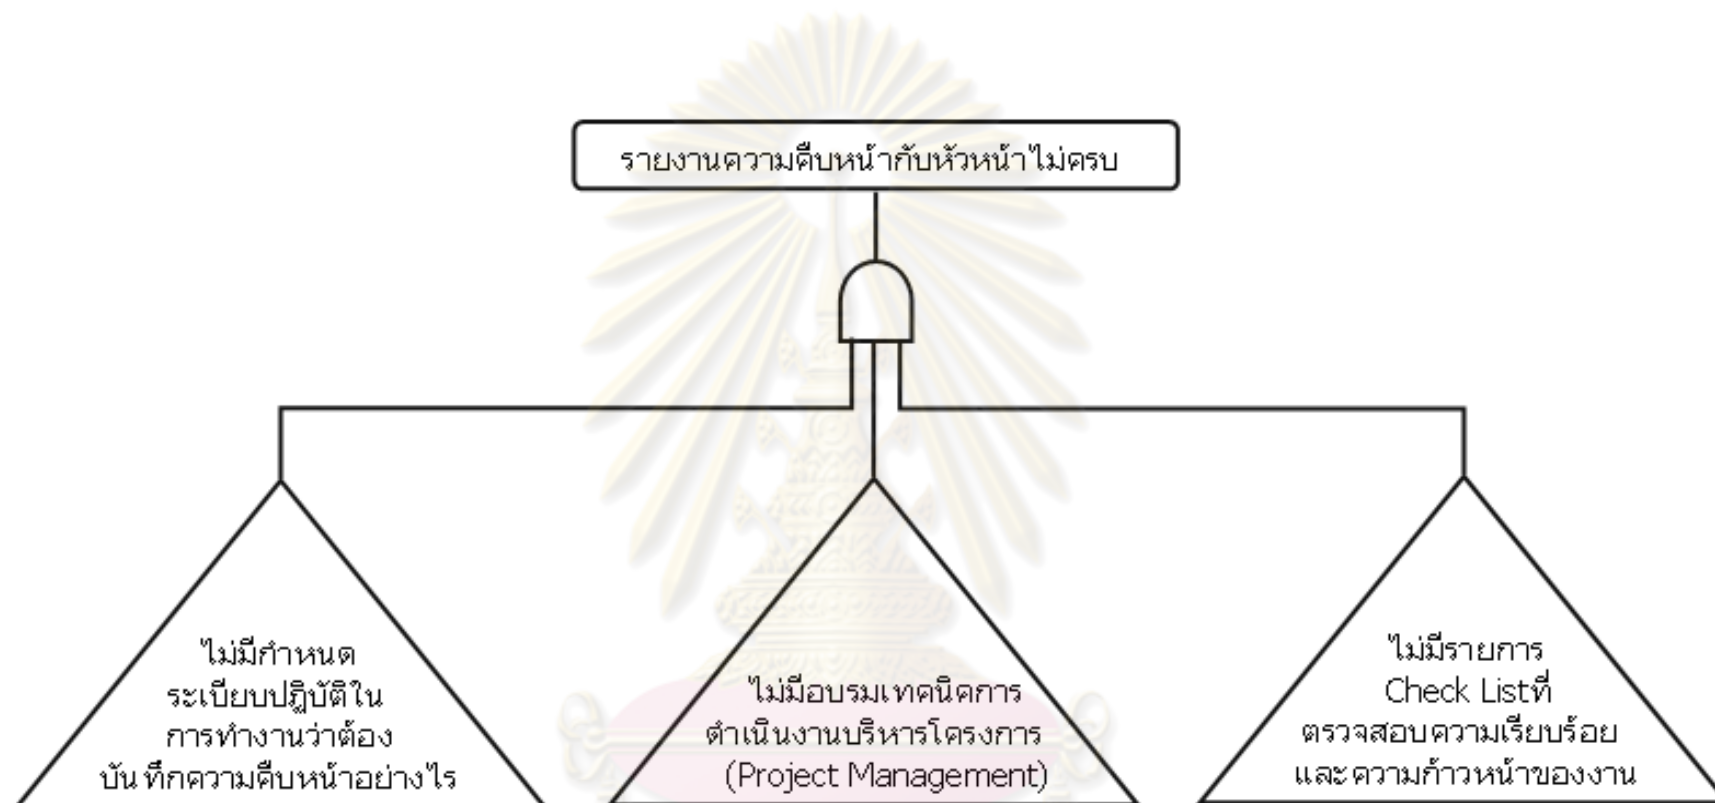 รายงานความคืบหน้ากับหัวหน้าไม่ครบ
ไม่มีกำหนด
ระเบียบปฏิบัติใน
การทำงานว่าต้อง
บันทึกความคืบหน้าอย่างไร
ไม่มีอบรมเทคนิคการ
ดำเนินงานบริหารโครงการ
(Project Management)
ไม่มีรายการ
Check Listที่
ตรวจสอบความเรียบร้อย
และความก้าวหน้าของงาน